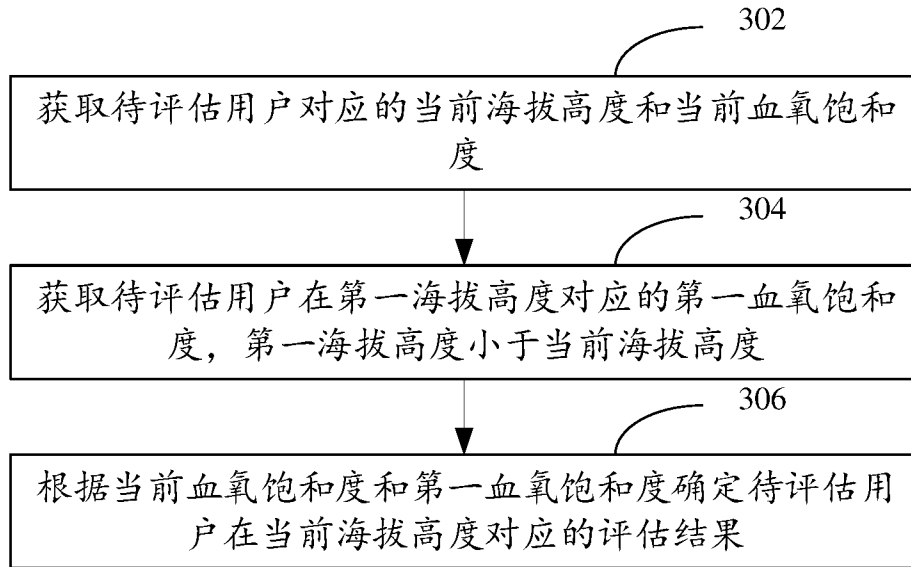 302
获取待评估用户对应的当前海拔高度和当前血氧饱和
度
304
获取待评估用户在第一海拔高度对应的第一血氧饱和
度，第一海拔高度小于当前海拔高度
306
根据当前血氧饱和度和第一血氧饱和度确定待评估用
户在当前海拔高度对应的评估结果